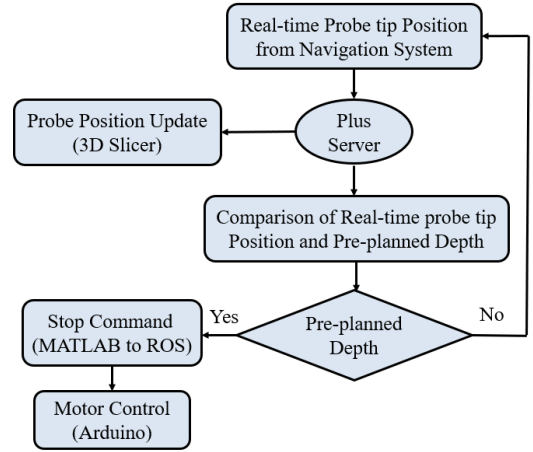 Real-time Probe tip Position
from Navigation System
Probe Position Update
(3D Slicer)
Plus
Server
Comparison of Real-time probe tip
Position and Pre-planned Depth
Stop Command
(MATLAB to ROS)
Yes
Pre-planned
Depth
No
Motor Control
(Arduino)